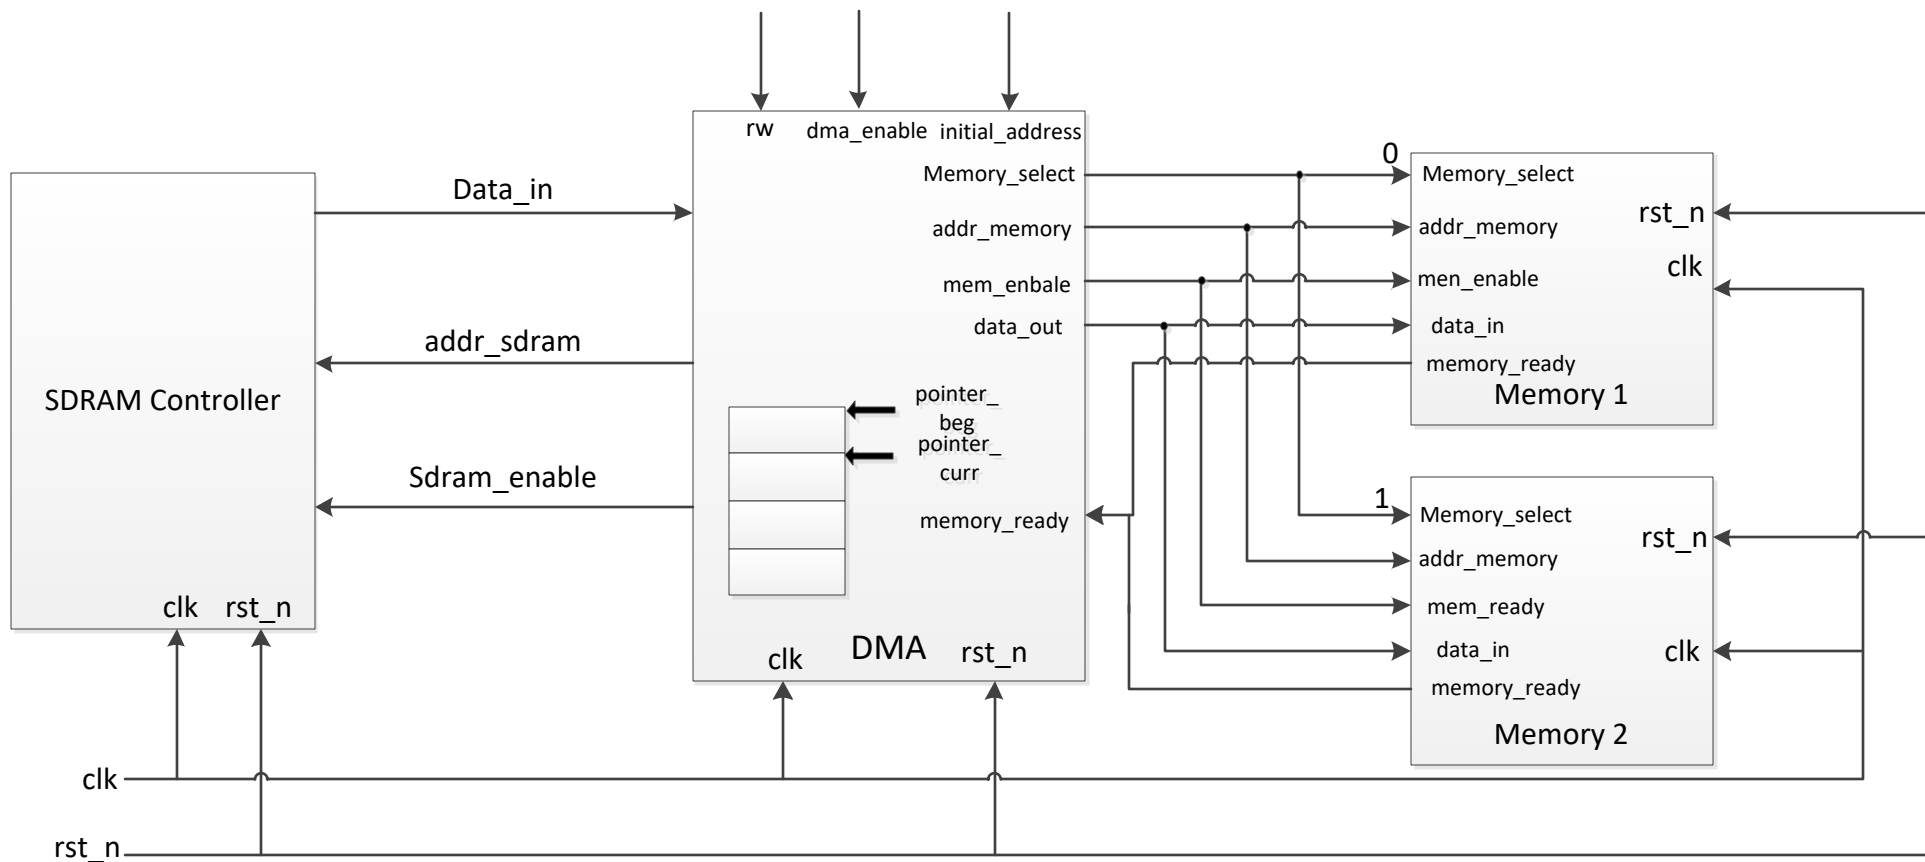 rw
dma_enable
initial_address
Data_in
addr_sdram
Sdram_enable
SDRAM Controller
clk
rst_n
Memory_select
addr_memory
mem_enbale
data_out
pointer_
beg
pointer_
curr
memory_ready
DMA
clk
rst_n
0
Memory_select
addr_memory
men_enable
data_in
memory_ready
rst_n
clk
Memory 1
1
Memory_select
addr_memory
mem_ready
data_in
memory_ready
rst_n
clk
Memory 2
clk
rst_n